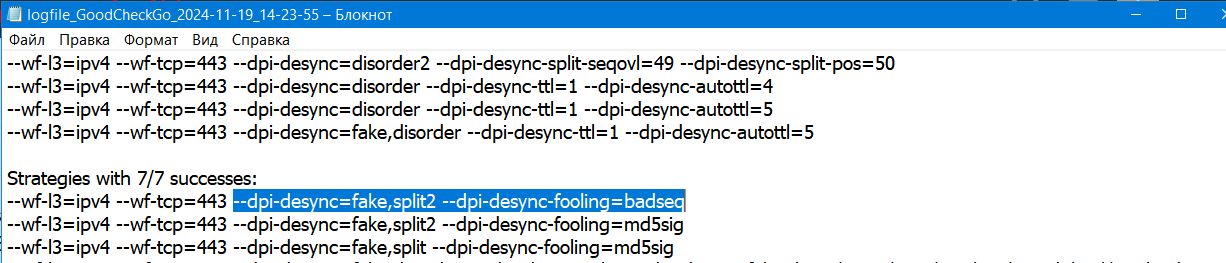 logfile_GoodCheckGo_2024-11-19_14-23-55 – Блокнот
Файл Правка Формат Вид Справка
--wf-l3=ipv4 --wf-tcp=443 --dpi-desync=disorder2 --dpi-desync-split-seqovl=49 --dpi-desync-split-pos=50
--wf-l3=ipv4 --wf-tcp=443 --dpi-desync=disorder --dpi-desync-ttl=1 --dpi-desync-autottl=4
--wf-l3=ipv4 --wf-tcp=443 --dpi-desync=disorder --dpi-desync-ttl=1 --dpi-desync-autottl=5
--wf-l3=ipv4 --wf-tcp=443 --dpi-desync=fake,disorder --dpi-desync-ttl=1 --dpi-desync-autottl=5
Strategies with 7/7 successes:
--wf-l3=ipv4 --wf-tcp=443 --dpi-desync=fake,split2 --dpi-desync-fooling=badseq
--wf-l3=ipv4 --wf-tcp=443 --dpi-desync=fake,split2 --dpi-desync-fooling=md5sig
--wf-l3=ipv4 --wf-tcp=443 --dpi-desync=fake,split --dpi-desync-fooling=md5sig